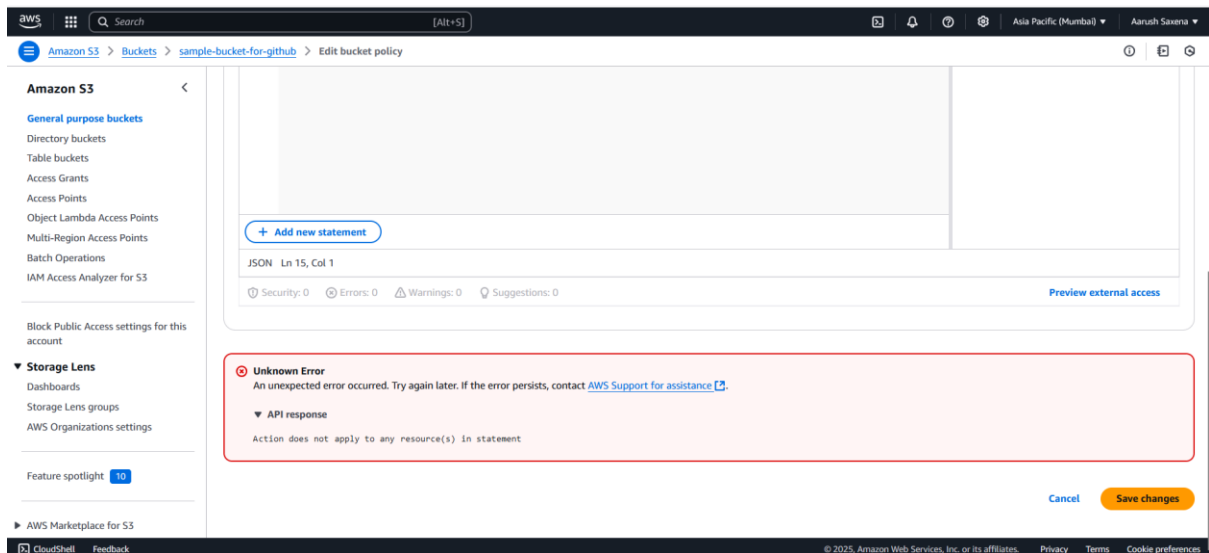 aws
Search [Alt+S]
Asia Pacific (Mumbai) ▼ Aarush Saxena ▼
Amazon S3 > Buckets > sample-bucket-for-github > Edit bucket policy
Amazon S3
General purpose buckets
Directory buckets
Table buckets
Access Grants
Access Points
Object Lambda Access Points
Multi-Region Access Points
Batch Operations
IAM Access Analyzer for S3
Block Public Access settings for this
account
▼ Storage Lens
Dashboards
Storage Lens groups
AWS Organizations settings
Feature spotlight 10
▶ AWS Marketplace for S3
+ Add new statement
JSON Ln 15, Col 1
Security: 0 Errors: 0 Warnings: 0 Suggestions: 0 Preview external access
Unknown Error
An unexpected error occurred. Try again later. If the error persists, contact AWS Support for assistance.
▼ API response
Action does not apply to any resource(s) in statement
Cancel Save changes
CloudShell Feedback © 2025, Amazon Web Services, Inc. or its affiliates. Privacy Terms Cookie preferences